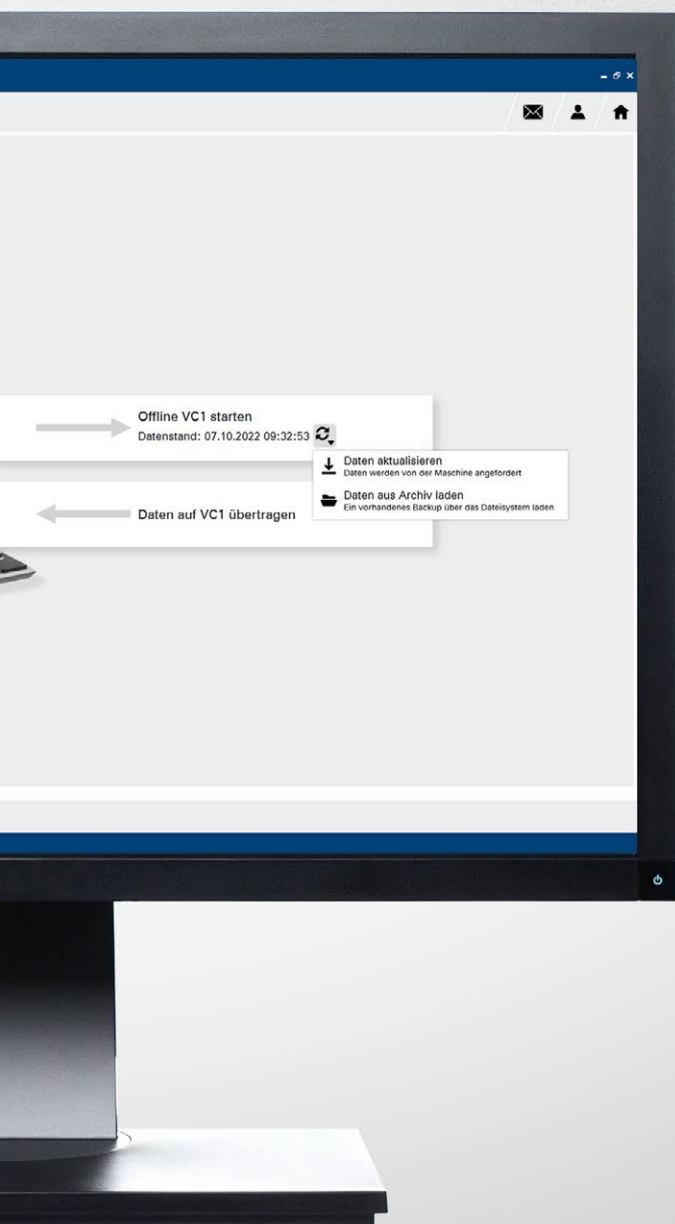 Offline VC1 starten
Datenstand: 07.10.2022 09:32:53
Daten aktualisieren
Daten werden von der Maschine angefordert
Daten aus Archiv laden
Ein vorhandenes Backup über das Dateisystem laden
Daten auf VC1 übertragen